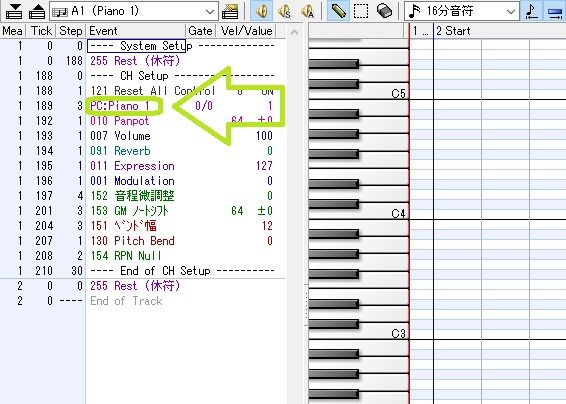 A1 (Piano 1) S A 16分音符
Mea Tick Step Event Gate Vel/Value 1 ... 2 Start
1 0 0 ---- System Setup -----------
1 0 188 255 Rest (休符)
1 188 0 ---- CH Setup ---------------
1 188 1 121 Reset All Control 0 ON
1 189 3 PC:Piano 1 0/0 1
1 192 1 010 Panpot 64 ±0
1 193 1 007 Volume 100
1 194 1 091 Reverb 0
1 195 1 011 Expression 127
1 196 1 001 Modulation 0
1 197 4 152 音程微調整 0
1 201 3 153 GM ノートシフト 64 ±0
1 204 3 151 ベンド幅 12
1 207 1 130 Pitch Bend 0
1 208 2 154 RPN Null
1 210 30 ---- End of CH Setup -----------
2 0 0 255 Rest (休符)
2 0 ---- End of Track
C5
C4
C3